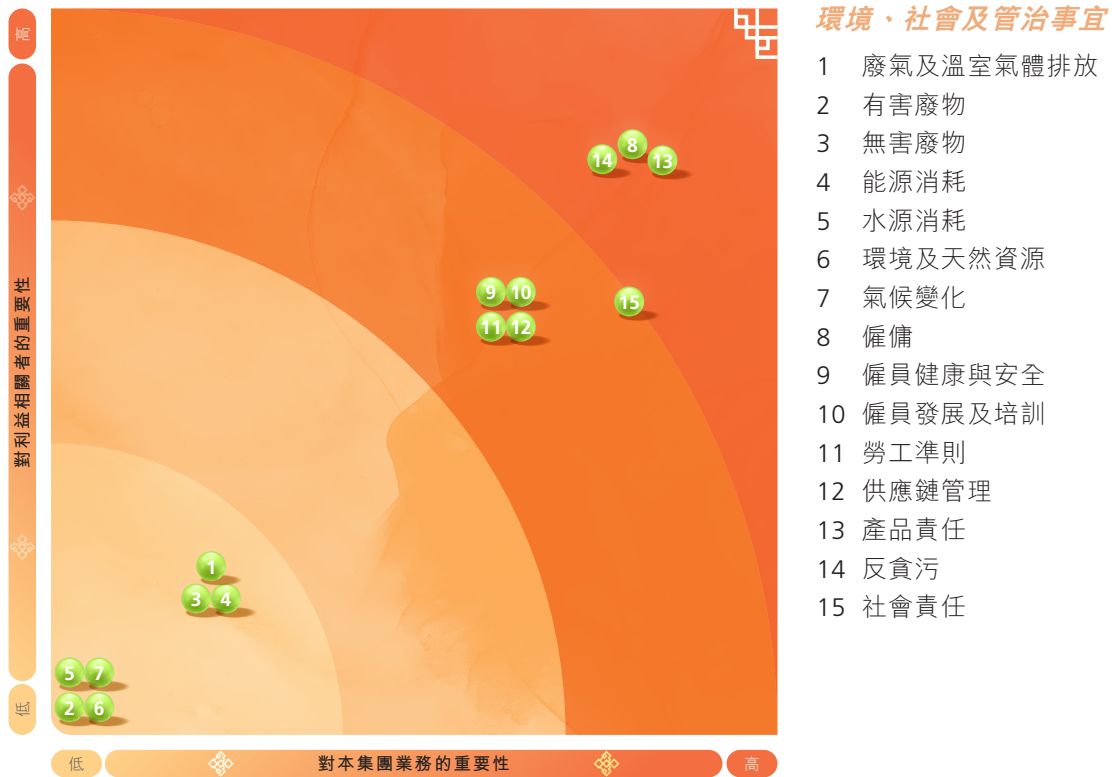 高
對利益相關者的重要性
低
14
8
13
9
10
15
11
12
1
3
4
5
7
2
6
低
對本集團業務的重要性
高
環境、社會及管治事宜
1 廢氣及溫室氣體排放
2 有害廢物
3 無害廢物
4 能源消耗
5 水源消耗
6 環境及天然資源
7 氣候變化
8 僱傭
9 僱員健康與安全
10 僱員發展及培訓
11 勞工準則
12 供應鏈管理
13 產品責任
14 反貪污
15 社會責任